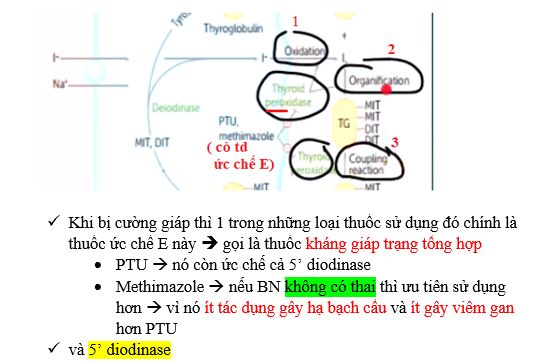 1
Tyro
Thyroglobulin
+
I-
I-
Oxidation
I₂
2
Na+
Thyroid
peroxidase
Organification
Deiodinase
MIT
MIT
DIT
DIT
TG
PTU,
methimazole
MIT, DIT
( có td
ức chế E)
3
Thyroid
peroxidase
Coupling
reaction
MIT
MIT
✓ Khi bị cường giáp thì 1 trong những loại thuốc sử dụng đó chính là
thuốc ức chê E này → gọi là thuốc kháng giáp trạng tổng hợp
• PTU → nó còn ức chế cả 5’ diodinase
• Methimazole → nếu BN không có thai thì ưu tiên sử dụng
hơn → vì nó ít tác dụng gây hạ bạch cầu và ít gây viêm gan
hơn PTU
✓ và 5’ diodinase